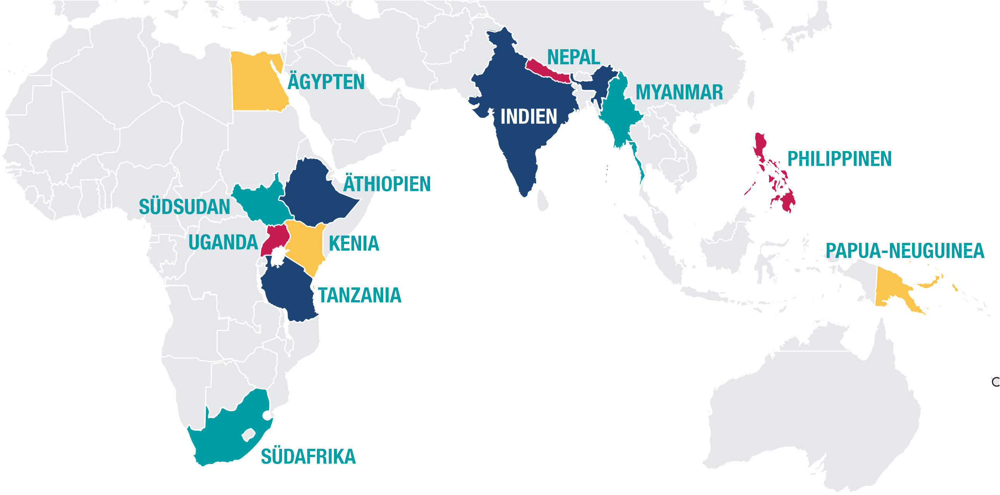 NEPAL
ÄGYPTEN
MYANMAR
INDIEN
PHILIPPINEN
ÄTHIOPIEN
SÜDSUDAN
UGANDA
KENIA
PAPUA-NEUGUINEA
TANZANIA
SÜDAFRIKA